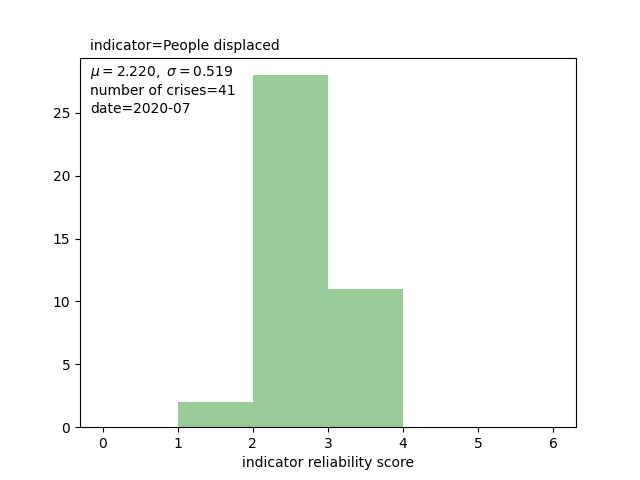 indicator=People displaced
μ = 2.220, σ = 0.519
number of crises=41
date=2020-07
25
20
15
10
5
0
0 1 2 3 4 5 6
indicator reliability score